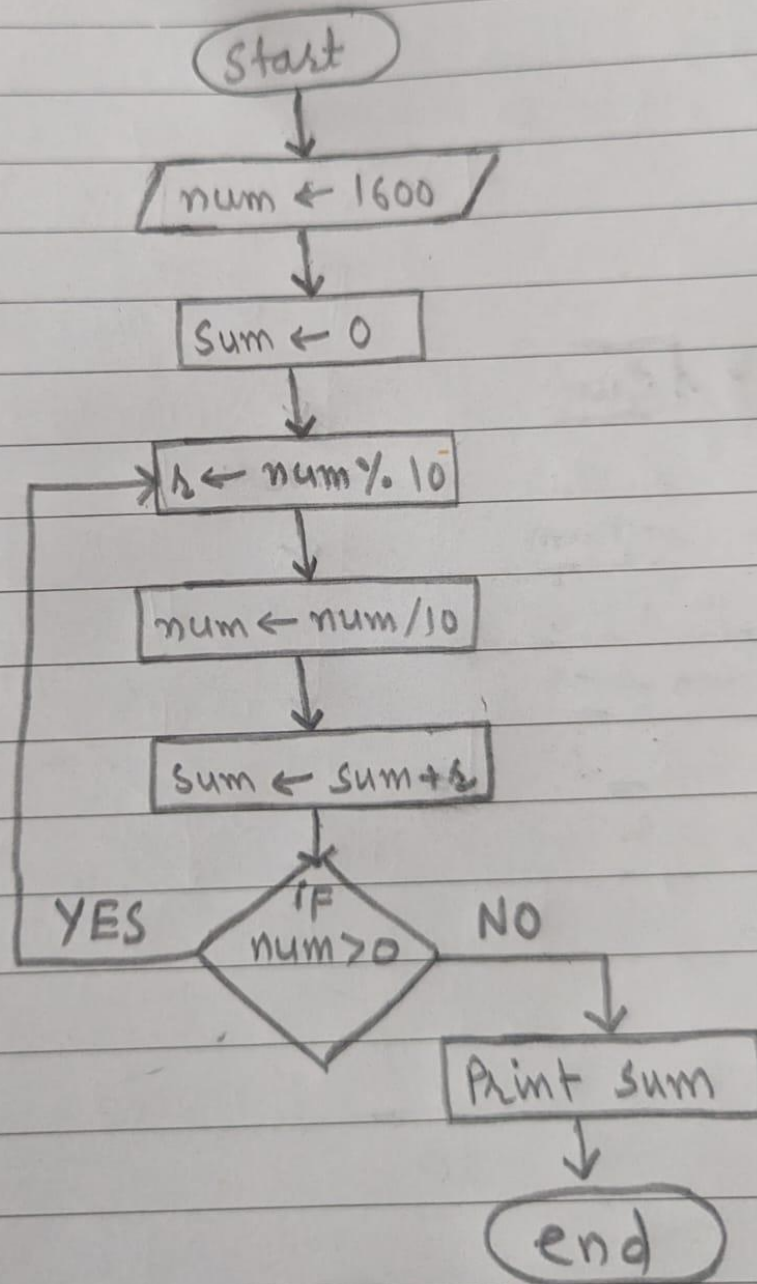 Start
num ← 1600
Sum ← 0
r ← num % 10
num ← num/10
sum ← sum+r
IF
num>0
YES
NO
Print sum
end